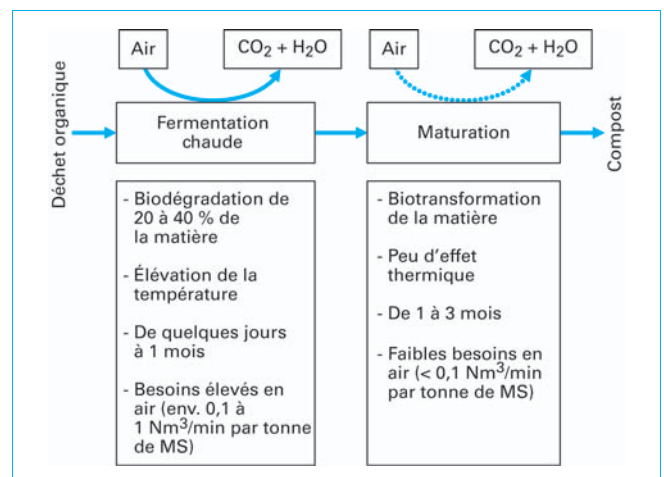 Air
CO2 + H2O
Air
CO2 + H2O
Déchet organique
Fermentation
chaude
Maturation
Compost
- Biodégradation de
20 à 40 % de
la matière
- Élévation de la
température
- De quelques jours
à 1 mois
- Besoins élevés en
air (env. 0,1 à
1 Nm3/min par tonne
de MS)
- Biotransformation
de la matière
- Peu d'effet
thermique
- De 1 à 3 mois
- Faibles besoins en
air (< 0,1 Nm3/min
par tonne de MS)